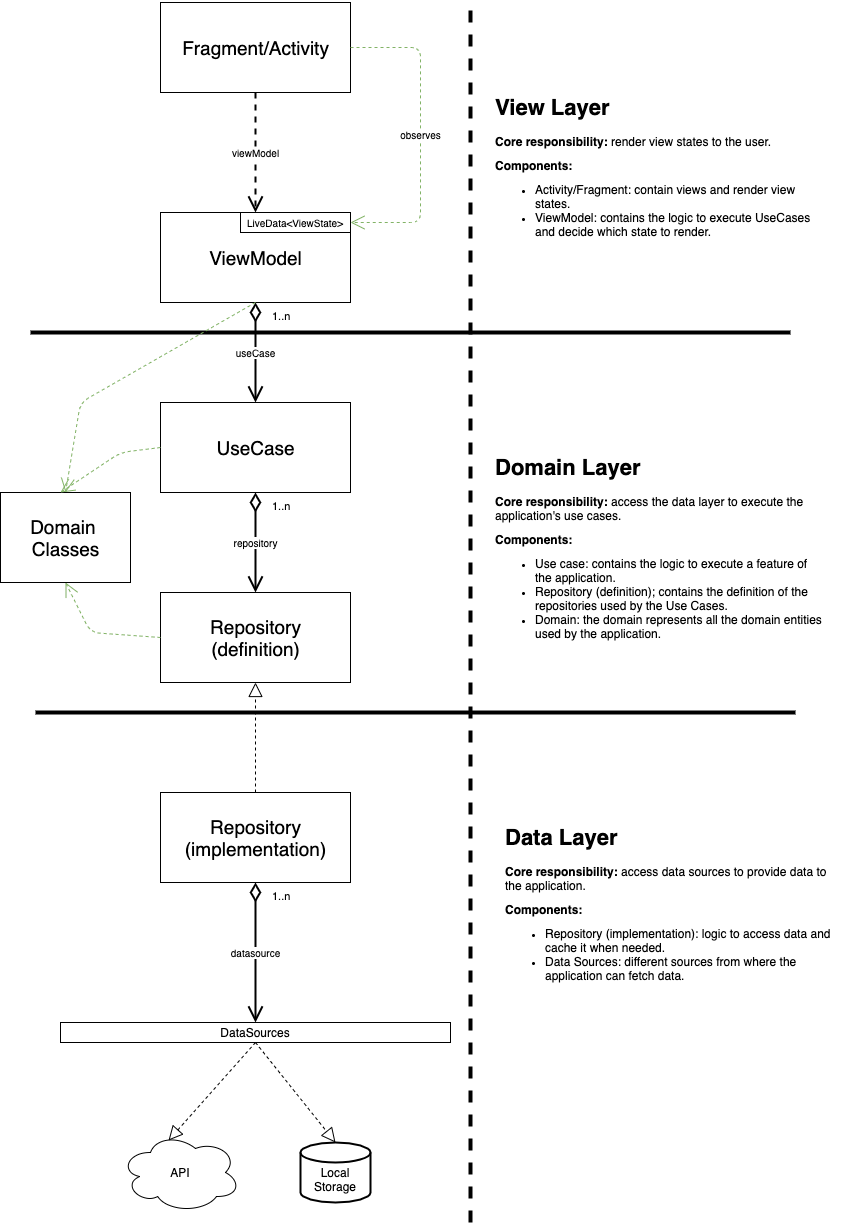 Fragment/Activity
observes
viewModel
LiveData<ViewState>
ViewModel
1..n
useCase
UseCase
1..n
Domain
Classes
repository
Repository
(definition)
Repository
(implementation)
1..n
datasource
DataSources
API
Local
Storage
View Layer
Core responsibility: render view states to the user.
Components:
• Activity/Fragment: contain views and render view
states.
• ViewModel: contains the logic to execute UseCases
and decide which state to render.
Domain Layer
Core responsibility: access the data layer to execute the
application's use cases.
Components:
• Use case: contains the logic to execute a feature of
the application.
• Repository (definition); contains the definition of the
repositories used by the Use Cases.
• Domain: the domain represents all the domain entities
used by the application.
Data Layer
Core responsibility: access data sources to provide data to
the application.
Components:
• Repository (implementation): logic to access data and
cache it when needed.
• Data Sources: different sources from where the
application can fetch data.